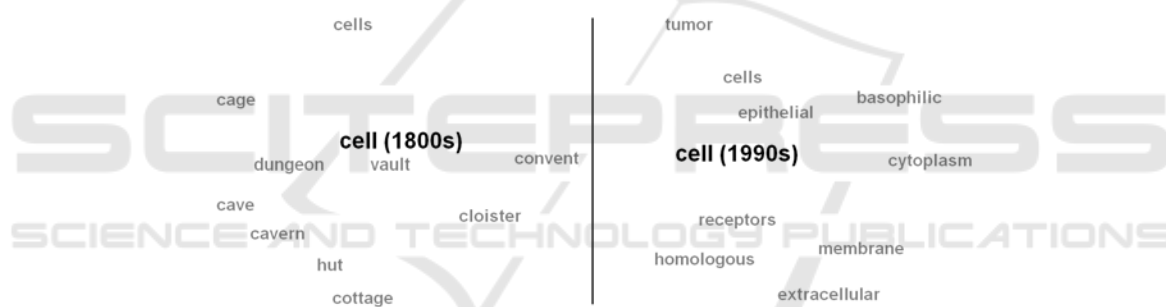 cells
cage
cell (1800s)
dungeon vault convent
cave
cloister
cavern
hut
cottage
tumor
cells
basophilic
epithelial
cell (1990s)
cytoplasm
receptors
membrane
homologous
extracellular
SCITEPRESS
SCIENCE AND TECHNOLOGY PUBLICATIONS